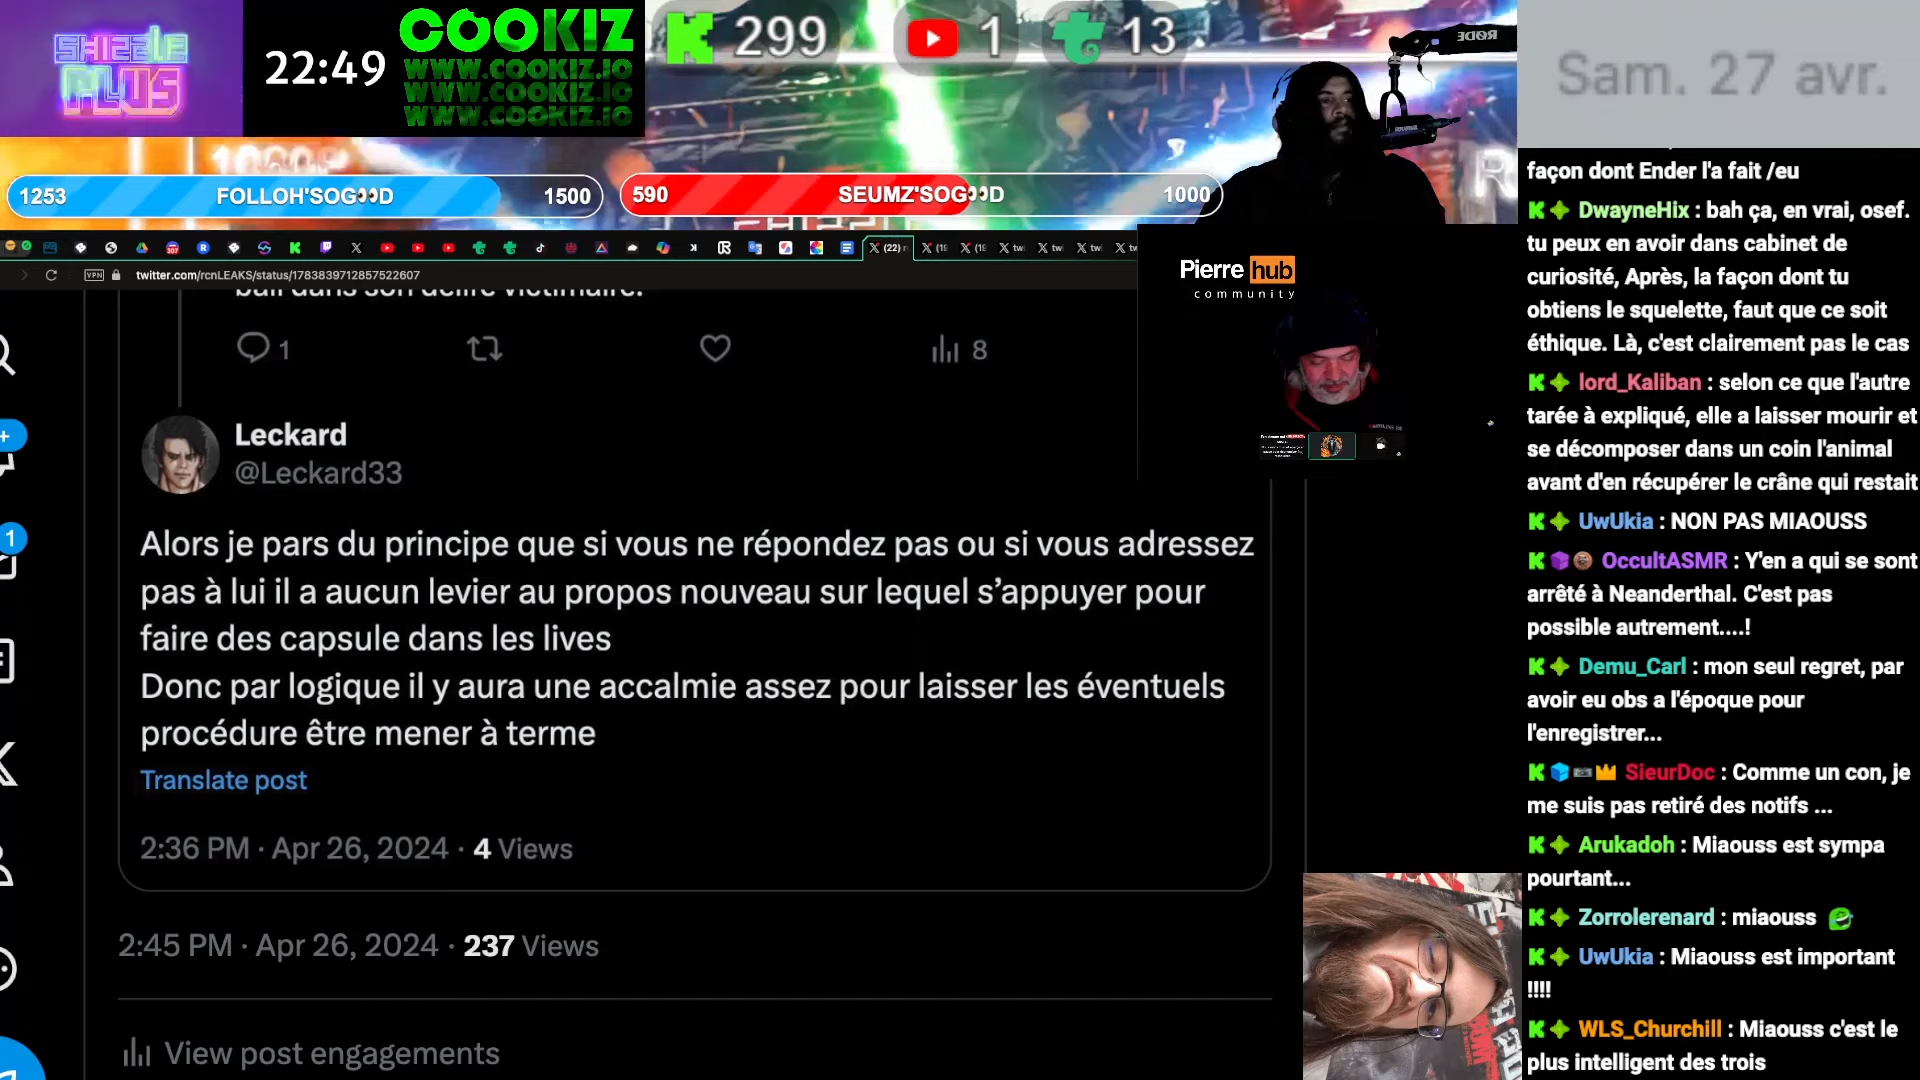 SHIZZLE
PLUS
22:49
COOKIZ
WWW.COOKIZ.IO
WWW.COOKIZ.IO
WWW.COOKIZ.IO
299
1
13
RØDE
Sam. 27 avr.
1253 FOLLOH'SOG👀D 1500
590 SEUMZ'SOG👀D 1000
(22)
VPN twitter.com/rcnLEAKS/status/1783839712857522607
Pierre hub
community
bail dans son délire victimaire.
1
8
Leckard
@Leckard33
Alors je pars du principe que si vous ne répondez pas ou si vous adressez
pas à lui il a aucun levier au propos nouveau sur lequel s’appuyer pour
faire des capsule dans les lives
Donc par logique il y aura une accalmie assez pour laisser les éventuels
procédure être mener à terme
Translate post
2:36 PM · Apr 26, 2024 · 4 Views
2:45 PM · Apr 26, 2024 · 237 Views
View post engagements
1
façon dont Ender l'a fait /eu
DwayneHix : bah ça, en vrai, osef.
tu peux en avoir dans cabinet de
curiosité, Après, la façon dont tu
obtiens le squelette, faut que ce soit
éthique. Là, c'est clairement pas le cas
lord_Kaliban : selon ce que l'autre
tarée à expliqué, elle a laisser mourir et
se décomposer dans un coin l'animal
avant d'en récupérer le crâne qui restait
UwUkia : NON PAS MIAOUSS
OccultASMR : Y'en a qui se sont
arrêté à Neanderthal. C'est pas
possible autrement....!
Demu_Carl : mon seul regret, par
avoir eu obs a l'époque pour
l'enregistrer...
SieurDoc : Comme un con, je
me suis pas retiré des notifs ...
Arukadoh : Miaouss est sympa
pourtant...
Zorrolerenard : miaouss
UwUkia : Miaouss est important
!!!!
WLS_Churchill : Miaouss c'est le
plus intelligent des trois